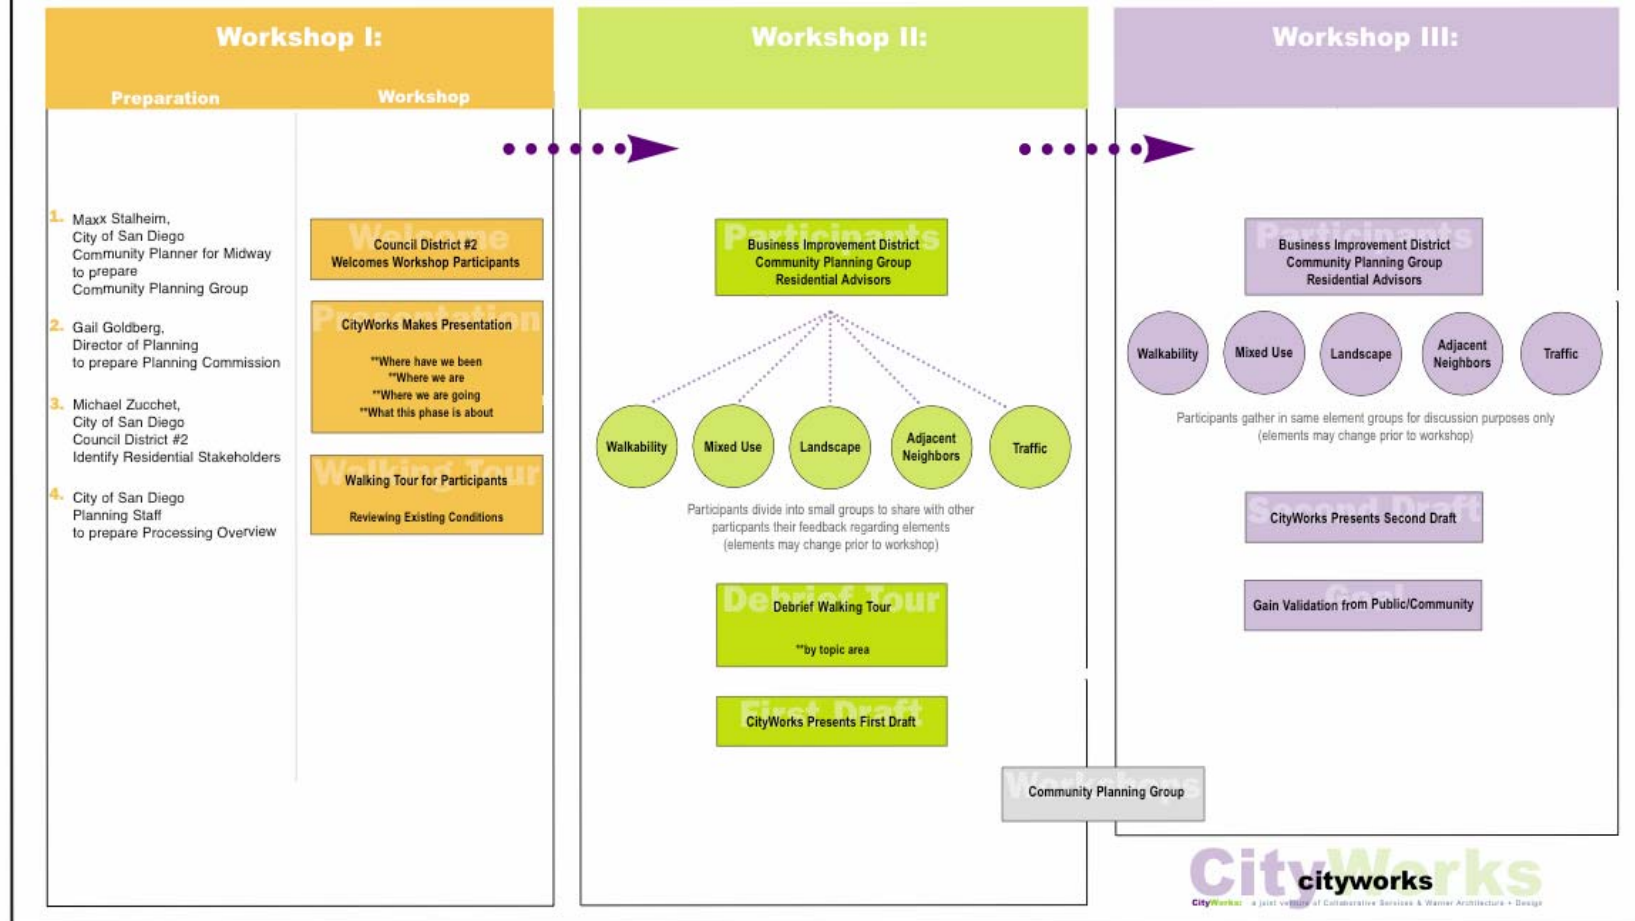 Workshop I:
Preparation
Workshop
1. Maxx Stalheim,
City of San Diego
Community Planner for Midway
to prepare
Community Planning Group
2. Gail Goldberg,
Director of Planning
to prepare Planning Commission
3. Michael Zucchet,
City of San Diego
Council District #2
Identify Residential Stakeholders
4. City of San Diego
Planning Staff
to prepare Processing Overview
Welcome
Council District #2
Welcomes Workshop Participants
Presentation
CityWorks Makes Presentation
**Where have we been
**Where we are
**Where we are going
**What this phase is about
Walking Tour
Walking Tour for Participants
Reviewing Existing Conditions
Workshop II:
Participants
Business Improvement District
Community Planning Group
Residential Advisors
Walkability
Mixed Use
Landscape
Adjacent
Neighbors
Traffic
Participants divide into small groups to share with other
particpants their feedback regarding elements
(elements may change prior to workshop)
Debrief Tour
Debrief Walking Tour
**by topic area
First Draft
CityWorks Presents First Draft
Workshop III:
Participants
Business Improvement District
Community Planning Group
Residential Advisors
Walkability
Mixed Use
Landscape
Adjacent
Neighbors
Traffic
Participants gather in same element groups for discussion purposes only
(elements may change prior to workshop)
Second Draft
CityWorks Presents Second Draft
Goal
Gain Validation from Public/Community
Workshops
Community Planning Group
CityWorks
cityworks
CityWorks: a joint venture of Collaborative Services & Warner Architecture + Design